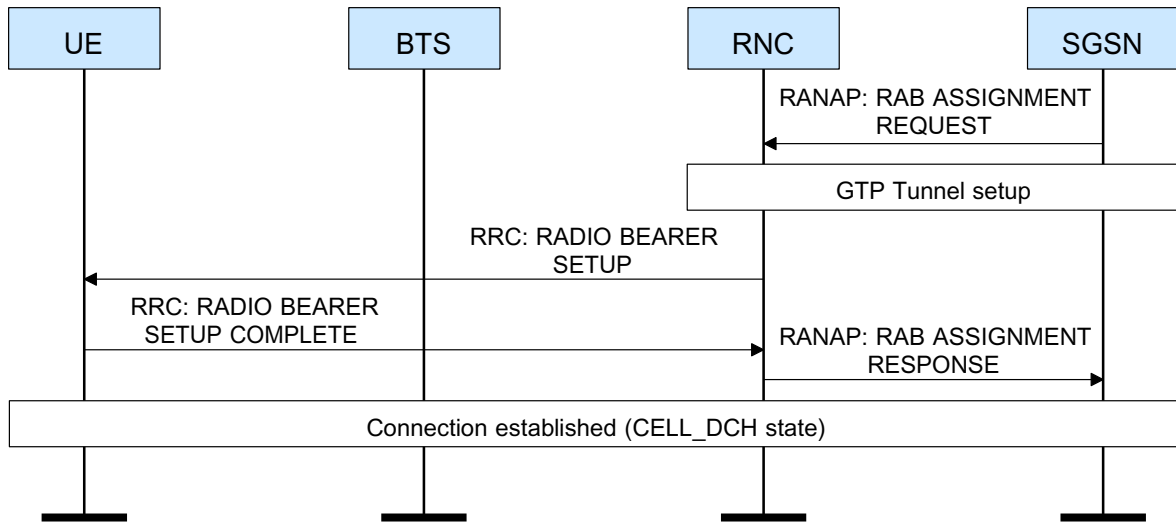 UE
BTS
RNC
SGSN
RANAP: RAB ASSIGNMENT
REQUEST
GTP Tunnel setup
RRC: RADIO BEARER
SETUP
RRC: RADIO BEARER
SETUP COMPLETE
RANAP: RAB ASSIGNMENT
RESPONSE
Connection established (CELL_DCH state)